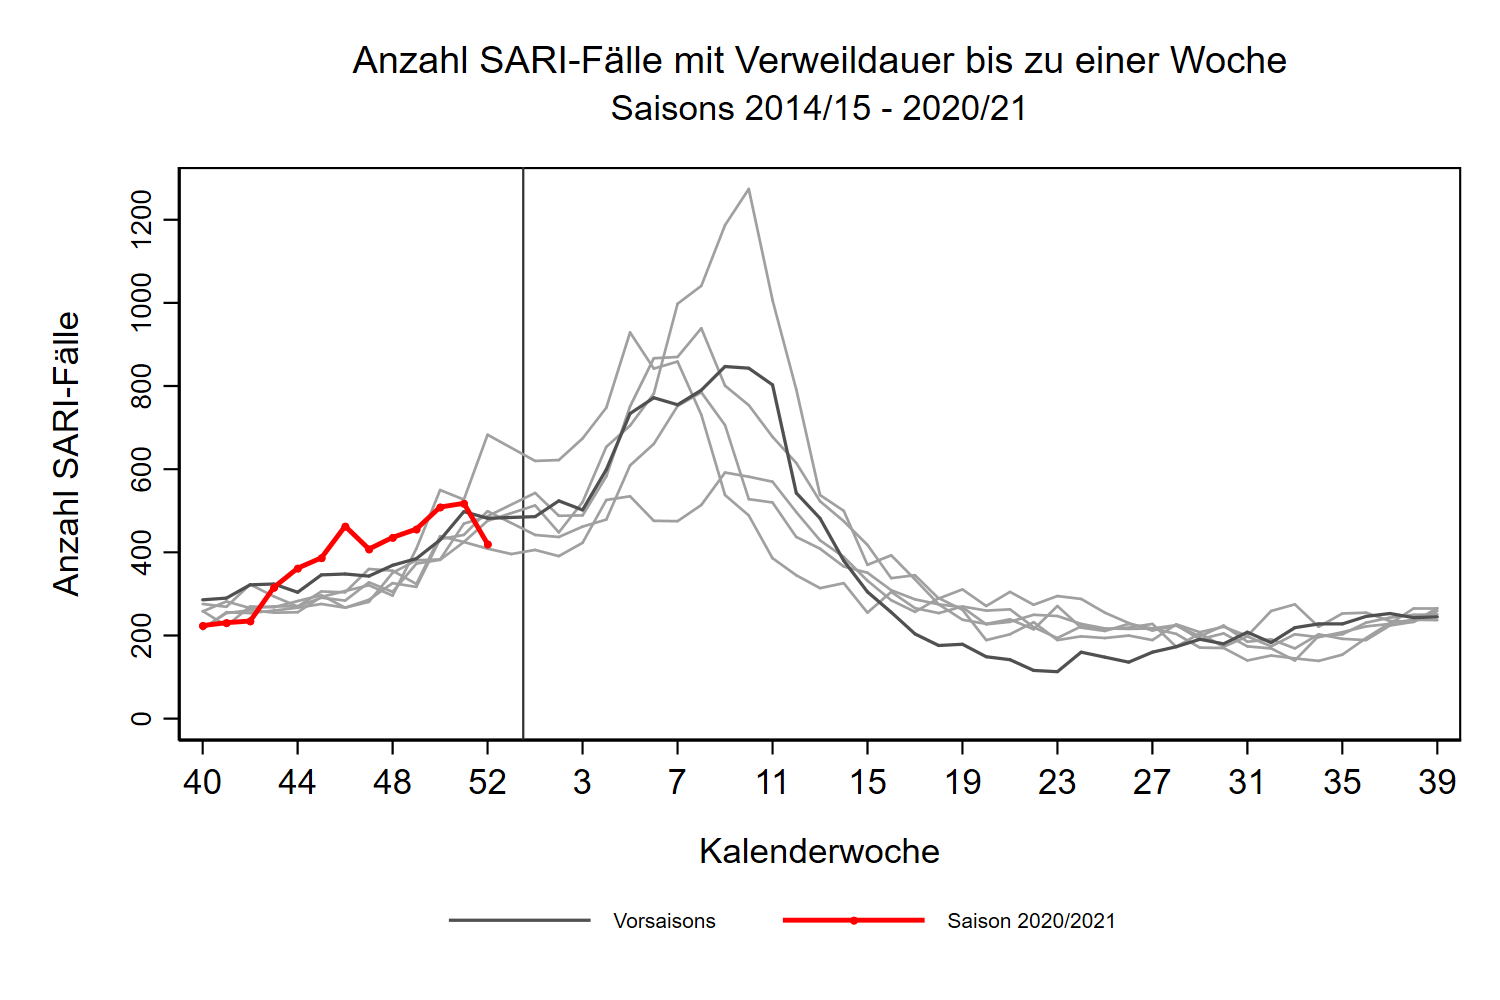 Anzahl SARI-Fälle mit Verweildauer bis zu einer Woche
Saisons 2014/15 - 2020/21
Anzahl SARI-Fälle
1200
1000
800
600
400
200
0
40 44 48 52 3 7 11 15 19 23 27 31 35 39
Kalenderwoche
Vorsaisons Saison 2020/2021